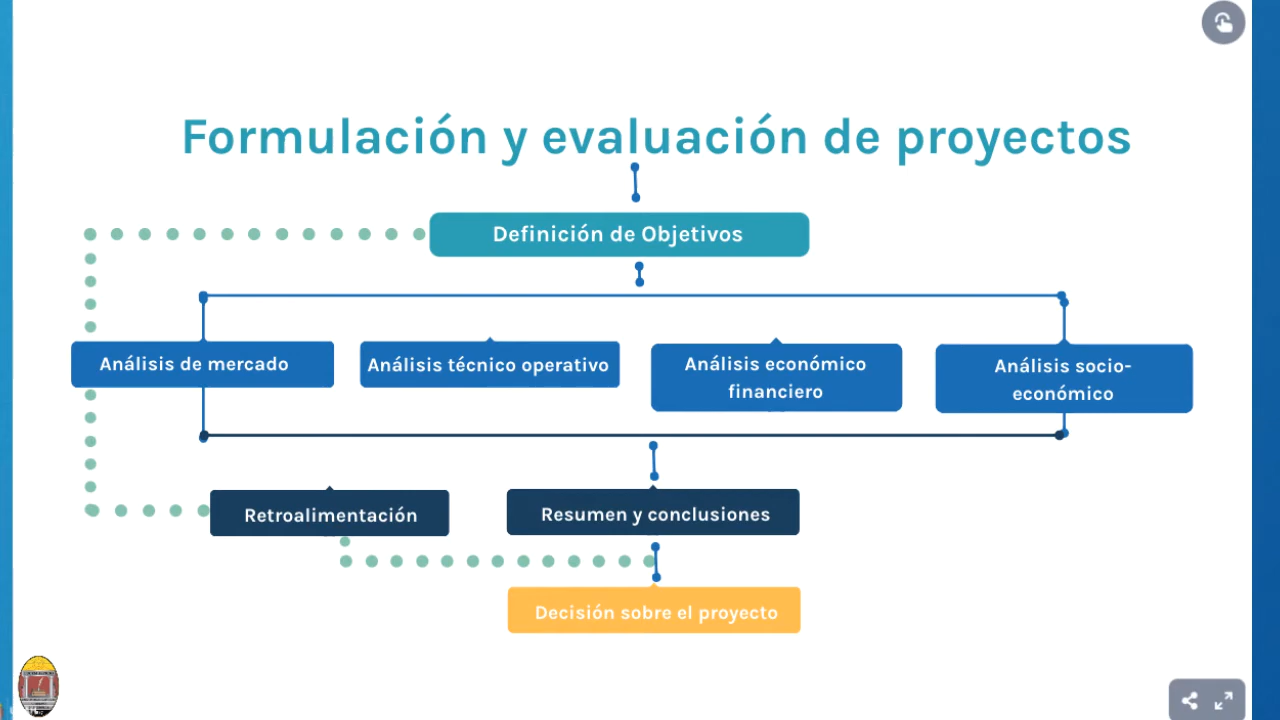 Formulación y evaluación de proyectos
Definición de Objetivos
Análisis de mercado
Análisis técnico operativo
Análisis económico
financiero
Análisis socio-
económico
Retroalimentación
Resumen y conclusiones
Decisión sobre el proyecto